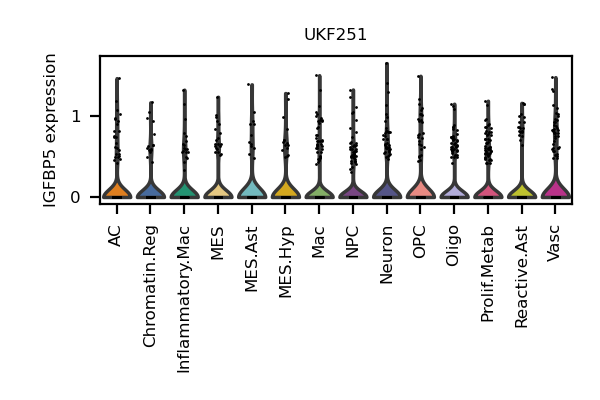 UKF251
IGFBP5 expression
1
0
AC
Chromatin.Reg
Inflammatory.Mac
MES
MES.Ast
MES.Hyp
Mac
NPC
Neuron
OPC
Oligo
Prolif.Metab
Reactive.Ast
Vasc